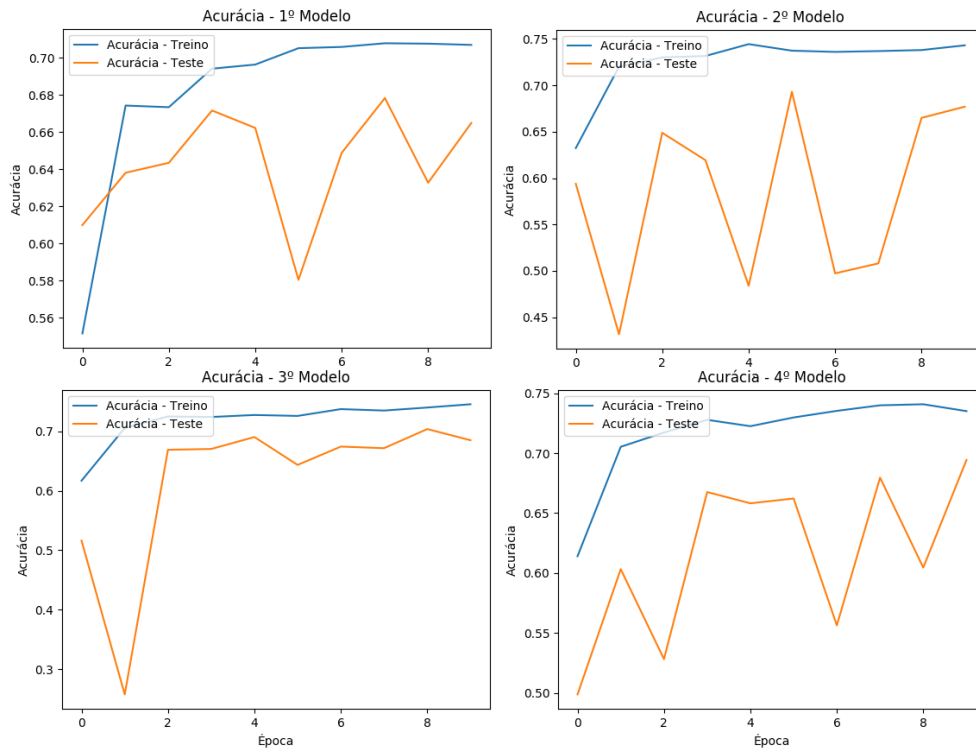 Acurácia - 1º Modelo
Acurácia - Treino
Acurácia - Teste
Acurácia
0.70
0.68
0.66
0.64
0.62
0.60
0.58
0.56
0 2 4 6 8
Acurácia - 2º Modelo
Acurácia - Treino
Acurácia - Teste
Acurácia
0.75
0.70
0.65
0.60
0.55
0.50
0.45
0 2 4 6 8
Acurácia - 3º Modelo
Acurácia - Treino
Acurácia - Teste
Acurácia
0.7
0.6
0.5
0.4
0.3
0 2 4 6 8
Época
Acurácia - 4º Modelo
Acurácia - Treino
Acurácia - Teste
Acurácia
0.75
0.70
0.65
0.60
0.55
0.50
0 2 4 6 8
Época